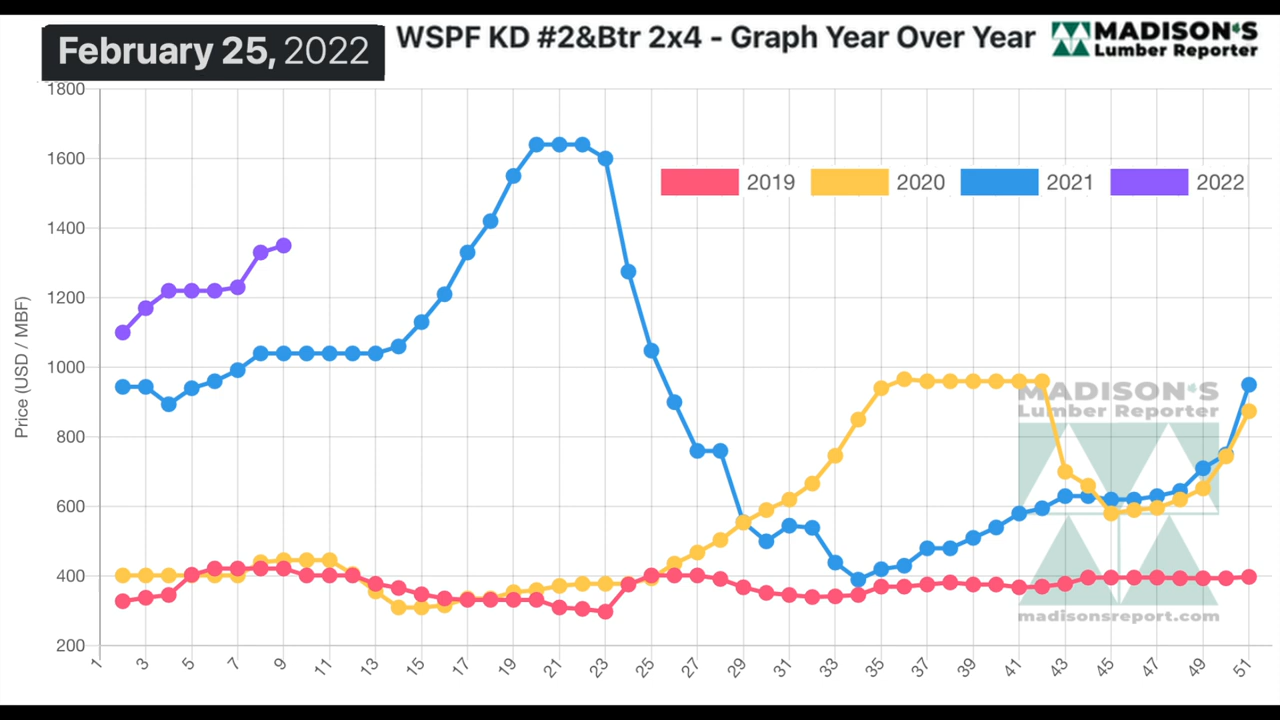 February 25, 2022
WSPF KD #2&Btr 2x4 - Graph Year Over Year
MADISON'S
Lumber Reporter
2019 2020 2021 2022
Price (USD / MBF)
1800
1600
1400
1200
1000
800
600
400
200
1 3 5 7 9 11 13 15 17 19 21 23 25 27 29 31 33 35 37 39 41 43 45 47 49 51
MADISON'S
Lumber Reporter
madisonsreport.com